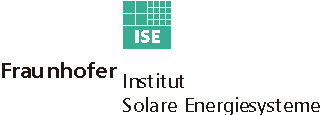 ISE
Fraunhofer Institut
Solare Energiesysteme